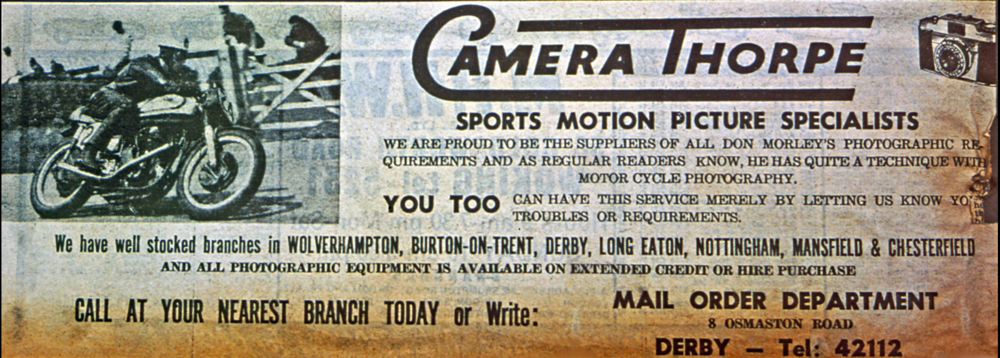 CAMERA THORPE
SPORTS MOTION PICTURE SPECIALISTS
WE ARE PROUD TO BE THE SUPPLIERS OF ALL DON MORLEY'S PHOTOGRAPHIC RE-
QUIREMENTS AND AS REGULAR READERS KNOW, HE HAS QUITE A TECHNIQUE WITH
MOTOR CYCLE PHOTOGRAPHY.
YOU TOO CAN HAVE THIS SERVICE MERELY BY LETTING US KNOW
TROUBLES OR REQUIREMENTS.
We have well stocked branches in WOLVERHAMPTON, BURTON-ON-TRENT, DERBY, LONG EATON, NOTTINGHAM, MANSFIELD & CHESTERFIELD
AND ALL PHOTOGRAPHIC EQUIPMENT IS AVAILABLE ON EXTENDED CREDIT OR HIRE PURCHASE
CALL AT YOUR NEAREST BRANCH TODAY or Write:
MAIL ORDER DEPARTMENT
8 OSMASTON ROAD
DERBY — Tel: 42112